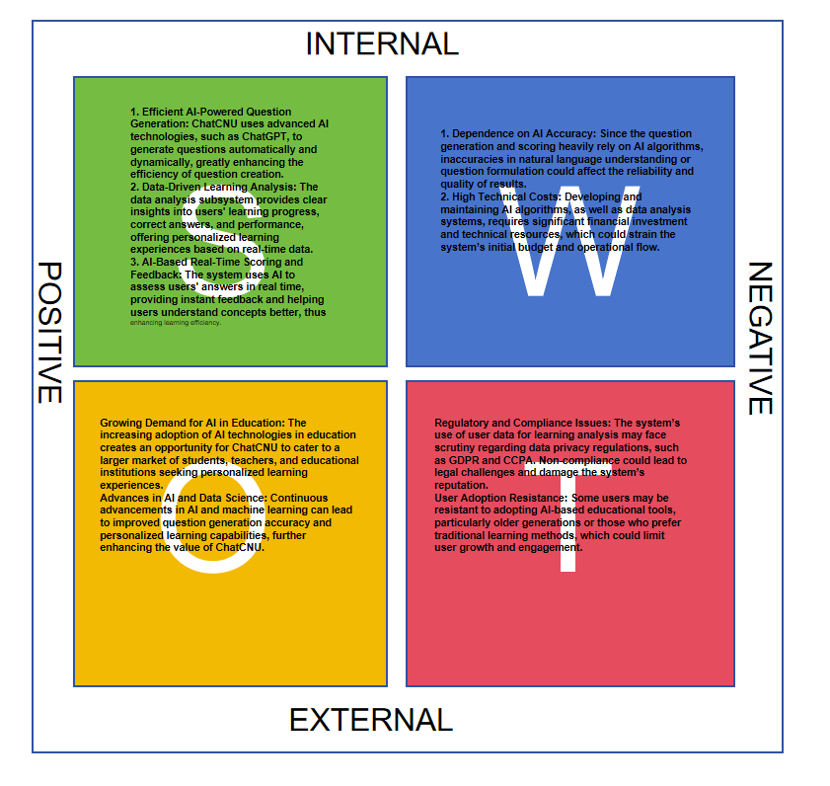 INTERNAL
POSITIVE
NEGATIVE
S
1. Efficient AI-Powered Question
Generation: ChatCNU uses advanced AI
technologies, such as ChatGPT, to
generate questions automatically and
dynamically, greatly enhancing the
efficiency of question creation.
2. Data-Driven Learning Analysis: The
data analysis subsystem provides clear
insights into users' learning progress,
correct answers, and performance,
offering personalized learning
experiences based on real-time data.
3. AI-Based Real-Time Scoring and
Feedback: The system uses AI to
assess users' answers in real time,
providing instant feedback and helping
users understand concepts better, thus
enhancing learning efficiency.
W
1. Dependence on AI Accuracy: Since the question
generation and scoring heavily rely on AI algorithms,
inaccuracies in natural language understanding or
question formulation could affect the reliability and
quality of results.
2. High Technical Costs: Developing and
maintaining AI algorithms, as well as data analysis
systems, requires significant financial investment
and technical resources, which could strain the
system's initial budget and operational flow.
O
Growing Demand for AI in Education: The
increasing adoption of AI technologies in education
creates an opportunity for ChatCNU to cater to a
larger market of students, teachers, and educational
institutions seeking personalized learning
experiences.
Advances in AI and Data Science: Continuous
advancements in AI and machine learning can lead
to improved question generation accuracy and
personalized learning capabilities, further
enhancing the value of ChatCNU.
T
Regulatory and Compliance Issues: The system's
use of user data for learning analysis may face
scrutiny regarding data privacy regulations, such
as GDPR and CCPA. Non-compliance could lead to
legal challenges and damage the system's
reputation.
User Adoption Resistance: Some users may be
resistant to adopting AI-based educational tools,
particularly older generations or those who prefer
traditional learning methods, which could limit
user growth and engagement.
EXTERNAL